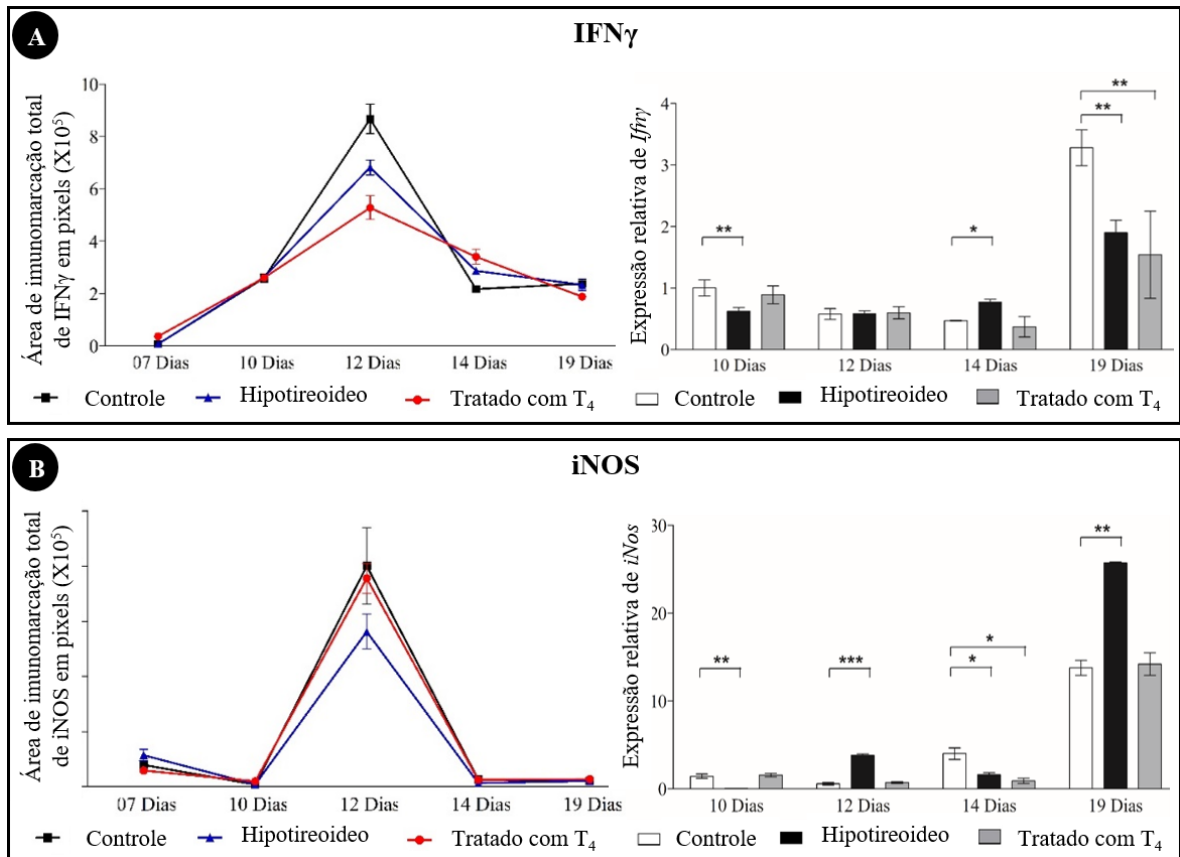 A
IFNγ
Área de imunomarcação total
de IFNγ em pixels (X10⁵)
10
8
6
4
2
0
07 Dias 10 Dias 12 Dias 14 Dias 19 Dias
Controle Hipotireoideo Tratado com T₄
Expressão relativa de Ifnγ
4
3
2
1
0
** * ** **
10 Dias 12 Dias 14 Dias 19 Dias
Controle Hipotireoideo Tratado com T₄
B
iNOS
Área de imunomarcação total
de iNOS em pixels (X10⁵)
07 Dias 10 Dias 12 Dias 14 Dias 19 Dias
Controle Hipotireoideo Tratado com T₄
Expressão relativa de iNos
30
20
10
0
** *** * * **
10 Dias 12 Dias 14 Dias 19 Dias
Controle Hipotireoideo Tratado com T₄